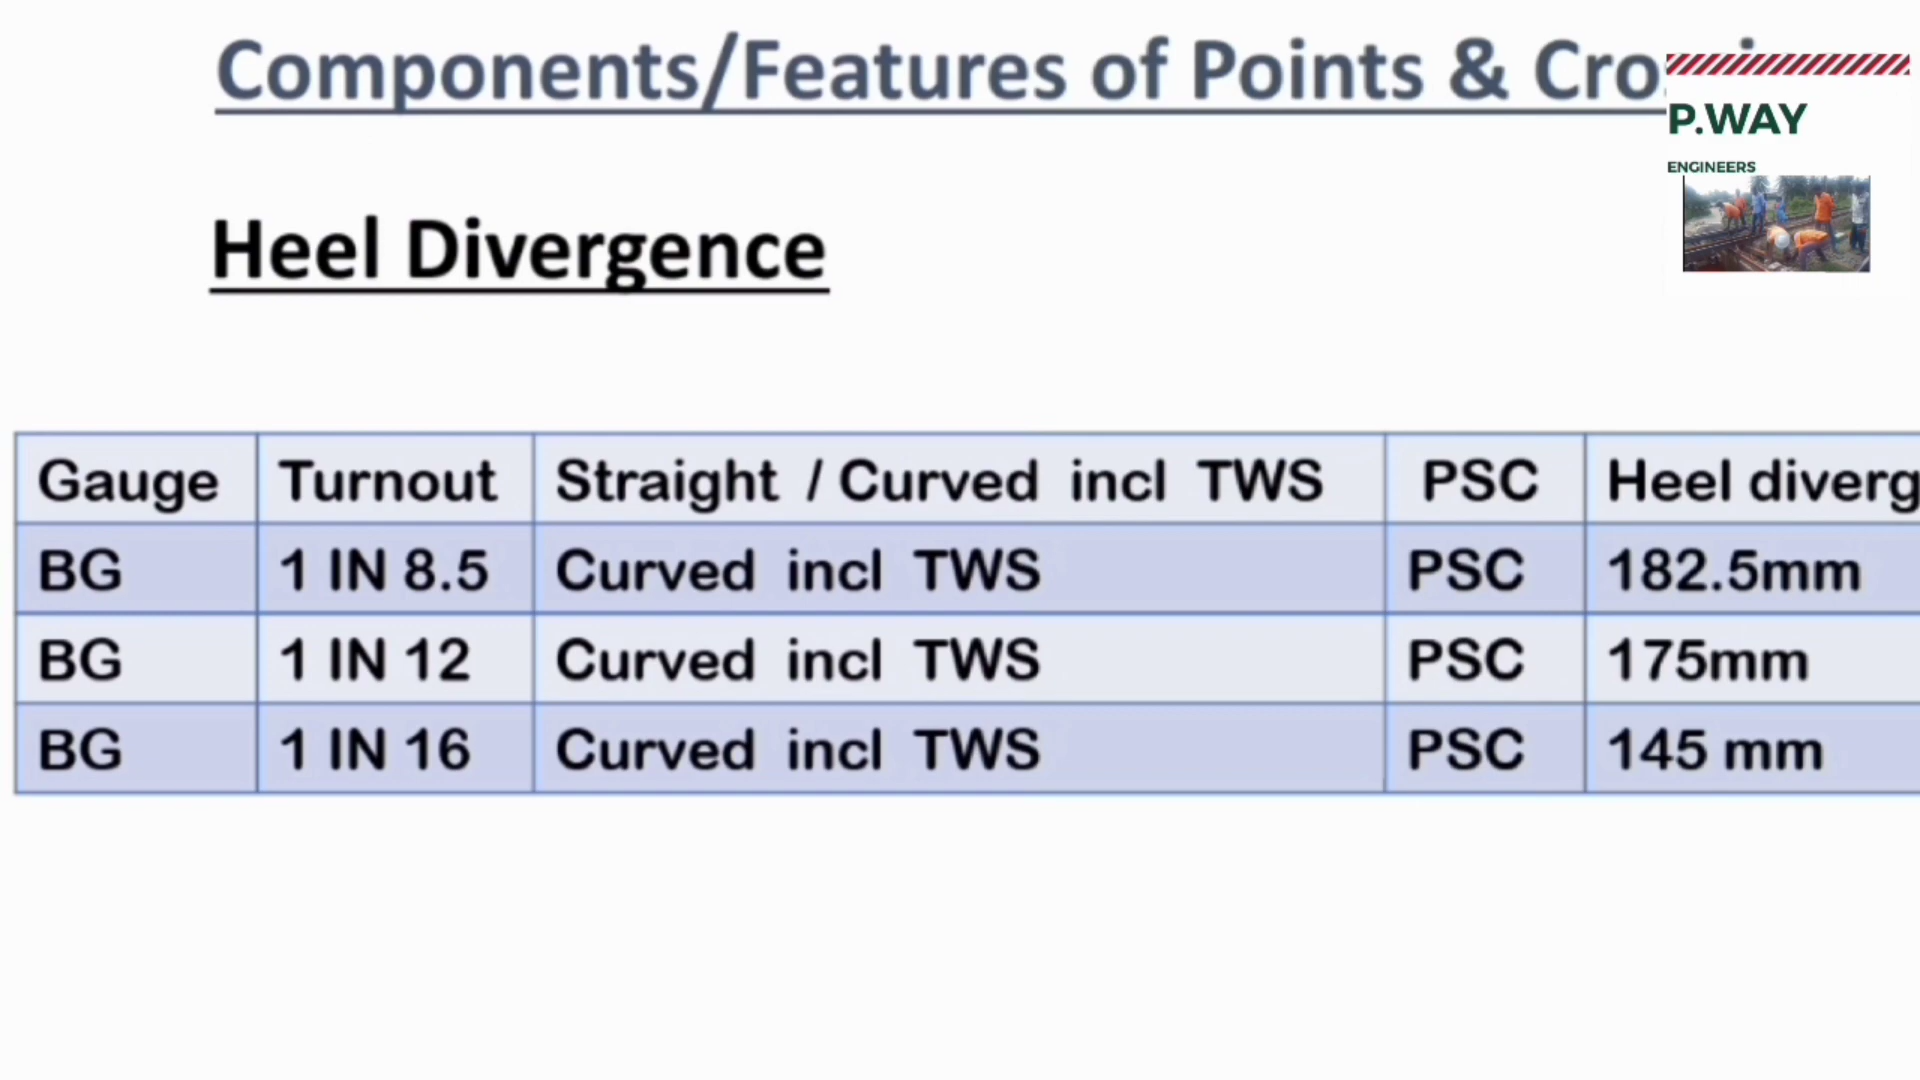 Components/Features of Points & Cro
P.WAY
ENGINEERS
Heel Divergence
Gauge Turnout Straight / Curved incl TWS PSC Heel diverg
BG 1 IN 8.5 Curved incl TWS PSC 182.5mm
BG 1 IN 12 Curved incl TWS PSC 175mm
BG 1 IN 16 Curved incl TWS PSC 145 mm